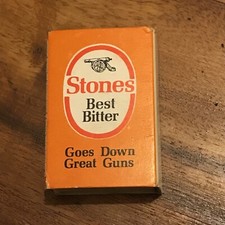 Stones
Best
Bitter
Goes Down
Great Guns